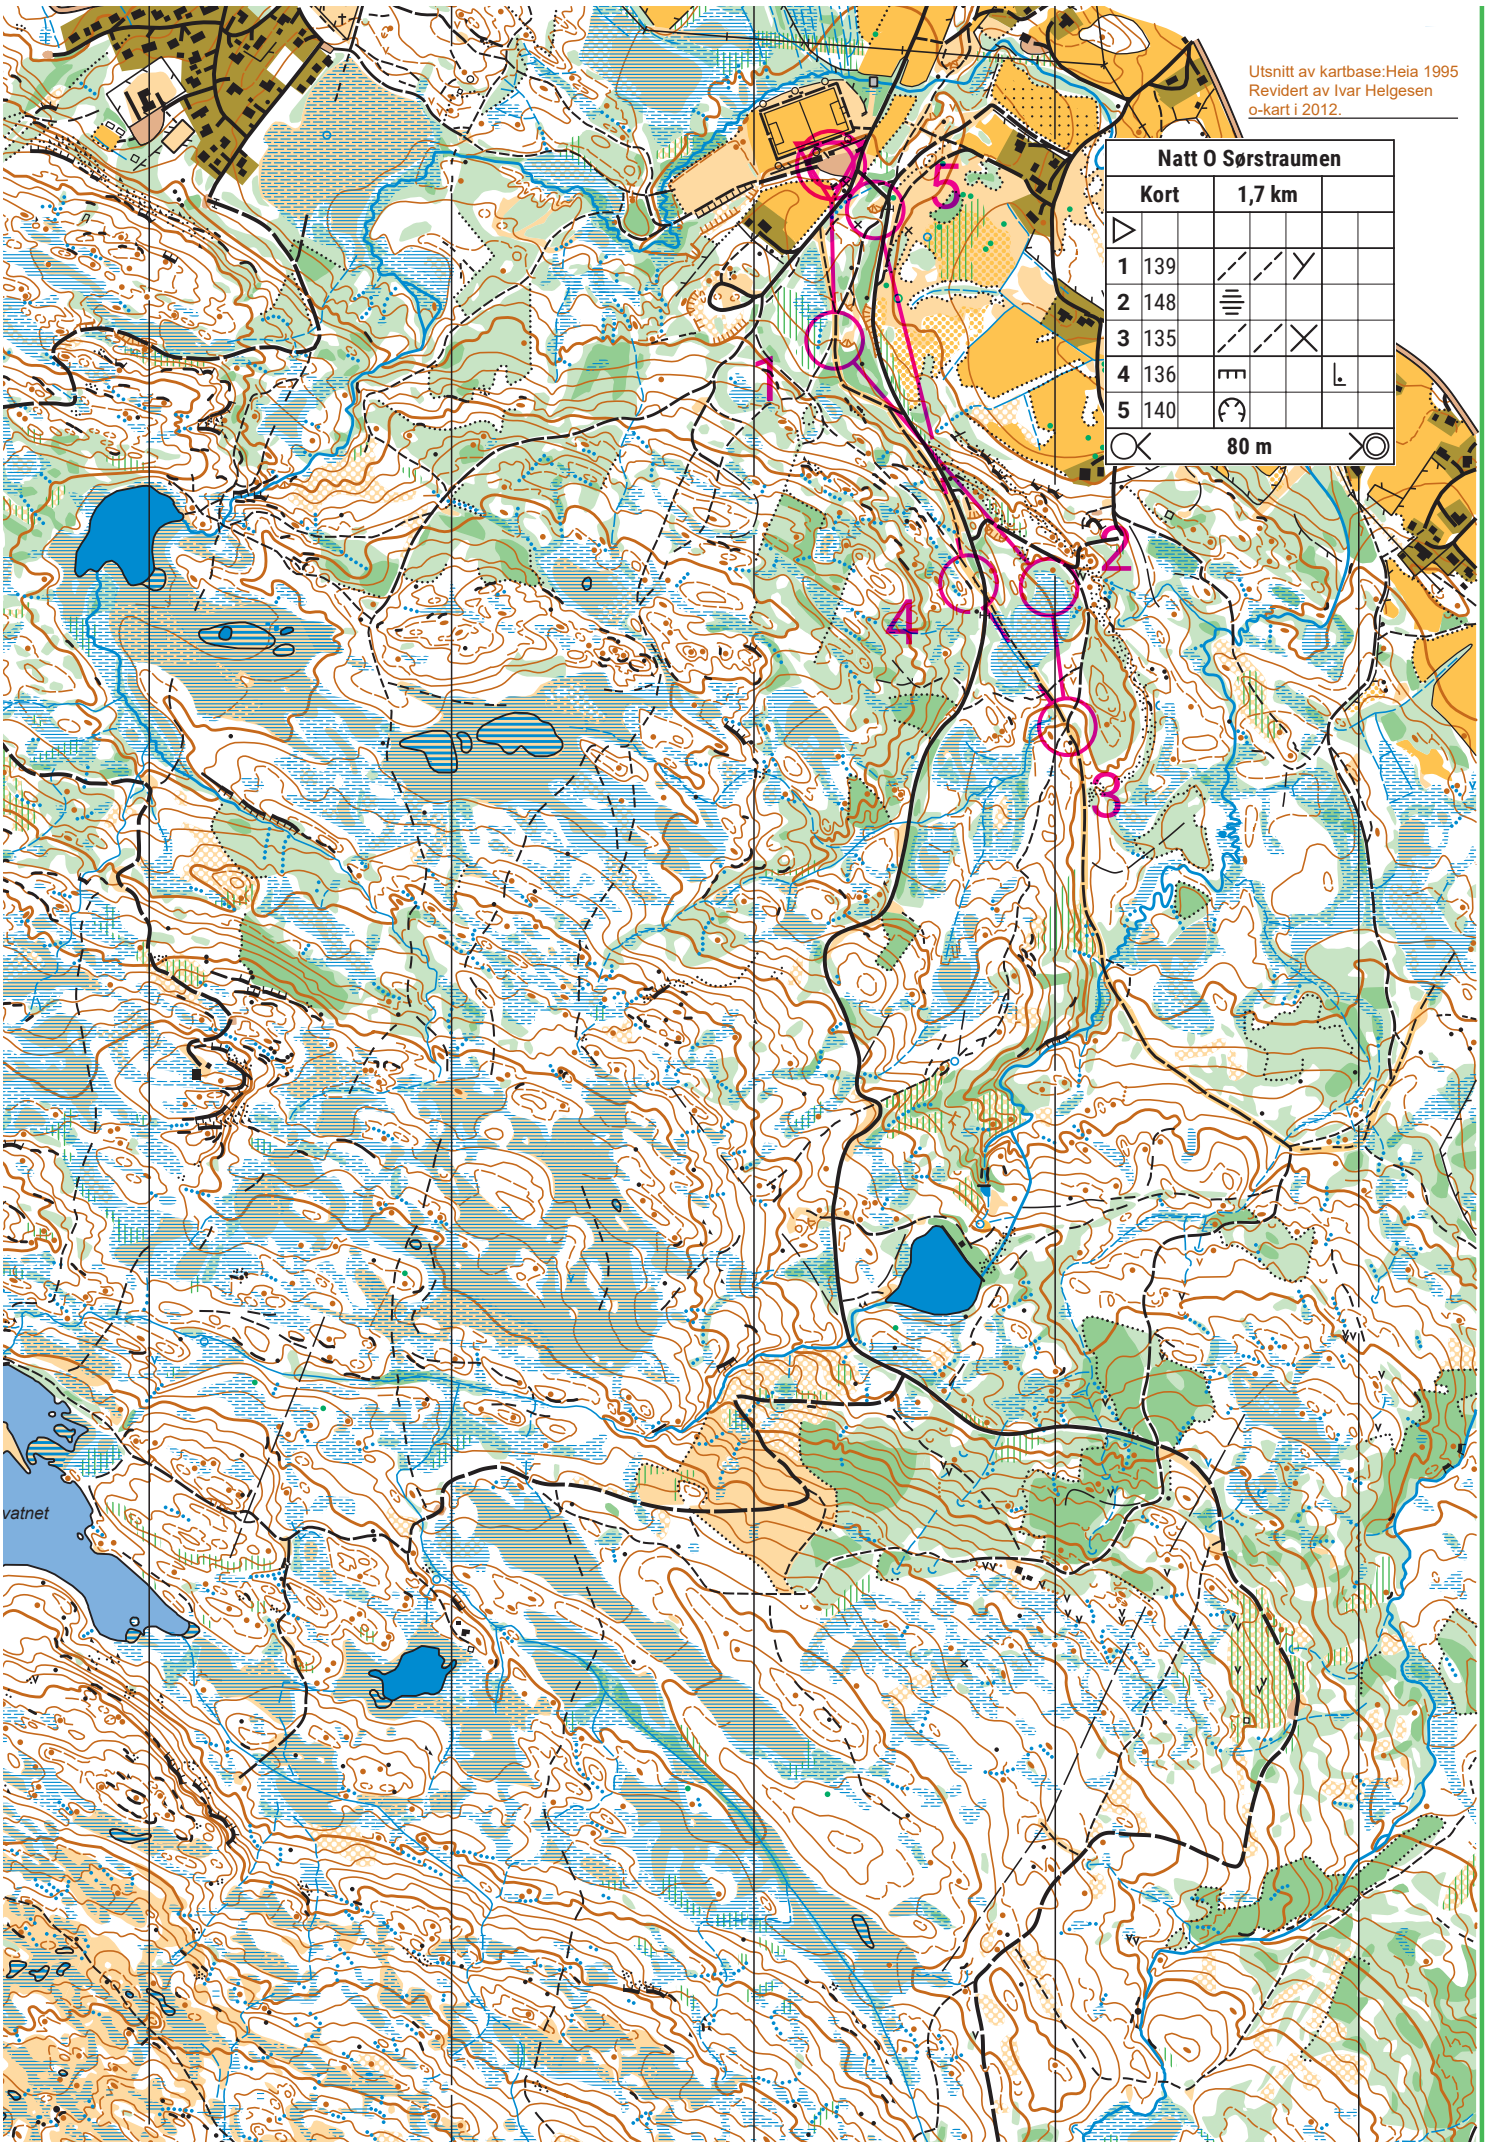 Utsnitt av kartbase:Heia 1995
Revidert av Ivar Helgesen
o-kart i 2012.
Natt O Sørstraumen
Kort 1,7 km
1 139
2 148
3 135
4 136
5 140
80 m
5
1
2
4
3
vatnet